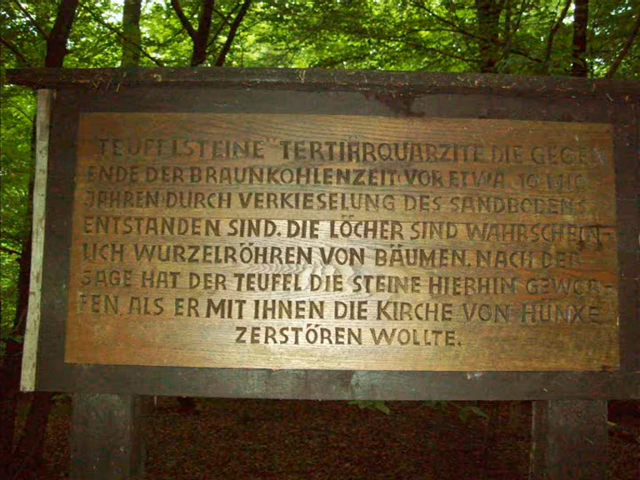 "TEUFELSTEINE" TERTIÄRQUARZITE DIE GEGEN
ENDE DER BRAUNKOHLENZEIT VOR ETWA 10 MIO
JAHREN DURCH VERKIESELUNG DES SANDBODENS
ENTSTANDEN SIND. DIE LÖCHER SIND WAHRSCHEIN-
LICH WURZELRÖHREN VON BÄUMEN. NACH DER
SAGE HAT DER TEUFEL DIE STEINE HIERHIN GEWOR-
FEN, ALS ER MIT IHNEN DIE KIRCHE VON HÜNXE
ZERSTÖREN WOLLTE.